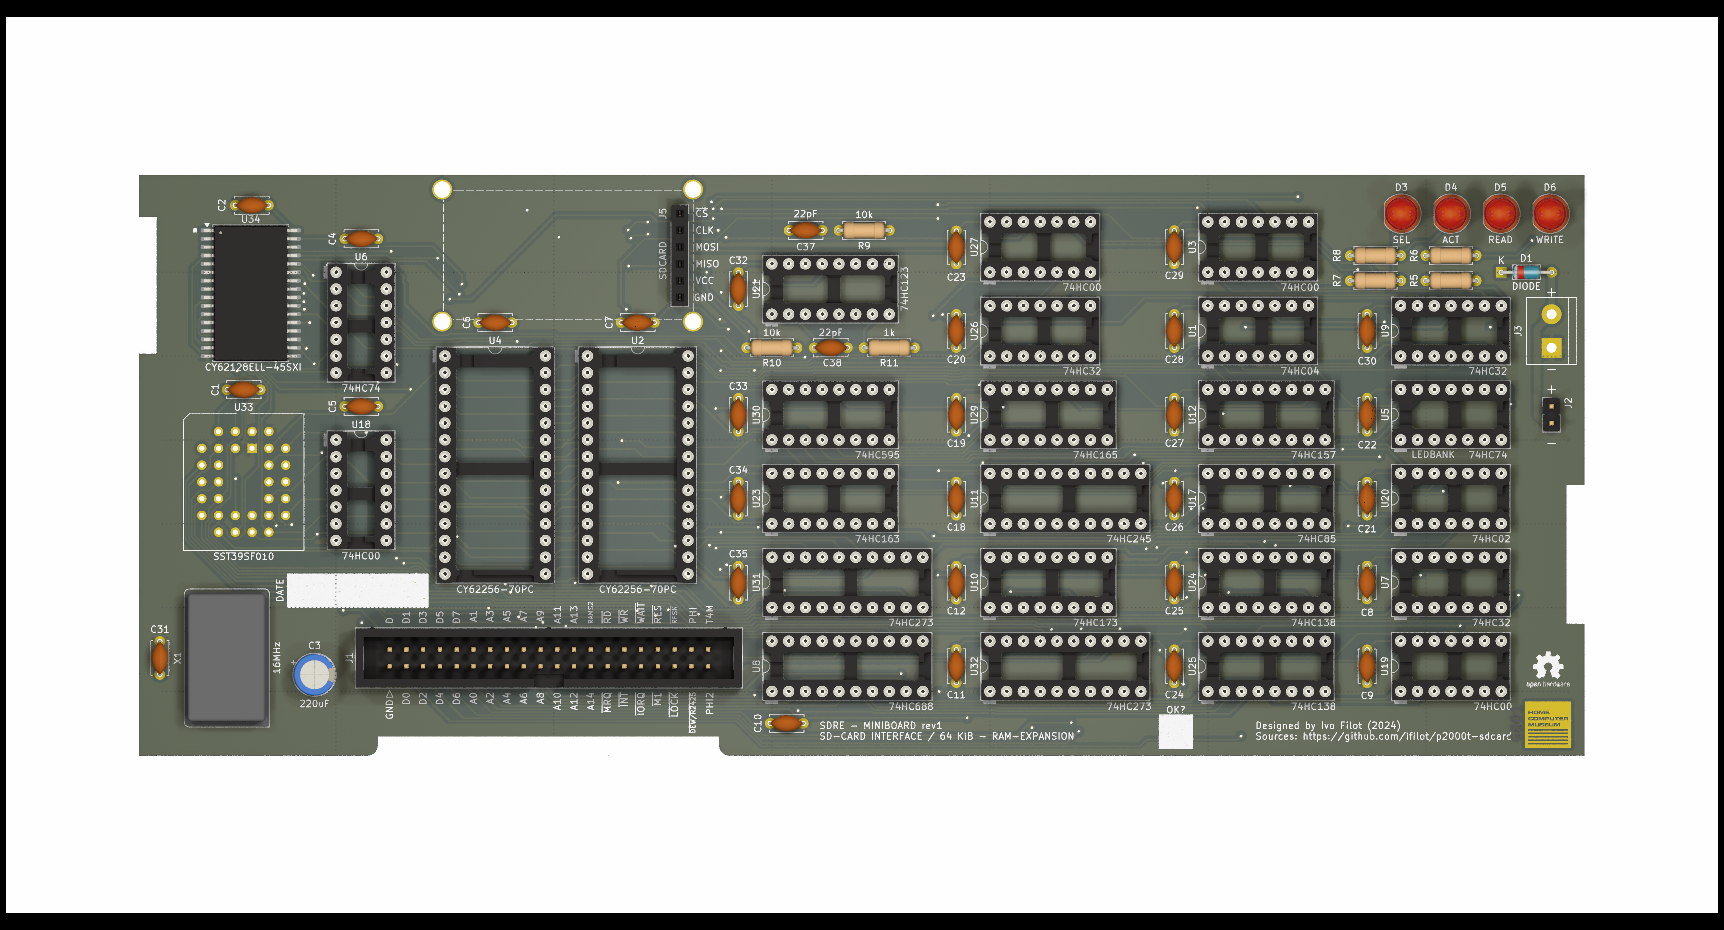 C2
U34
CY62128ELL-45SXI
C1
U33
SST39SF010
C4
U6
74HC74
C5
U18
74HC00
DATE
C31
X1
16MHz
C3
+
220uF
J5
SDCARD
CS
CLK
MOSI
MISO
VCC
GND
C6
U4
CY62256-70PC
C7
U2
CY62256-70PC
J1
D1 D3 D5 D7 A1 A3 A5 A7 A9 A11 A13 RAMS2 RD WR WAIT RES PHI T4M
GND D0 D2 D4 D6 A0 A2 A4 A6 A8 A10 A12 A14 MRQ INT IORQ M1 LOCK PHI2
22pF
C37
10k
R9
C32
U21
74HC123
10k
R10
22pF
C38
1k
R11
C33
U30
74HC595
C34
U23
74HC163
C35
U31
74HC273
U8
74HC688
C10
C23
U27
74HC00
C20
U26
74HC32
C19
U29
74HC165
C18
U11
74HC245
C12
U10
74HC173
C11
U32
74HC273
C29
U3
74HC00
C28
U1
74HC04
C27
U12
74HC157
C26
U17
74HC85
C25
U24
74HC138
C24
U25
74HC138
D3
SEL
D4
ACT
D5
READ
D6
WRITE
R8
R6
R7
R5
K
D1
DIODE
+
J3
-
+
J2
-
C30
U9
74HC32
C22
U5
LEDBANK 74HC74
C21
U20
74HC02
C8
U7
74HC32
C9
U19
74HC00
SDRE - MINIBOARD rev1
SD-CARD INTERFACE / 64 KIB - RAM-EXPANSION
OK?
Designed by Ivo Filot (2024)
Sources: https://github.com/ifilot/p2000t-sdcard
open hardware
HOME
COMPUTER
MUSEUM